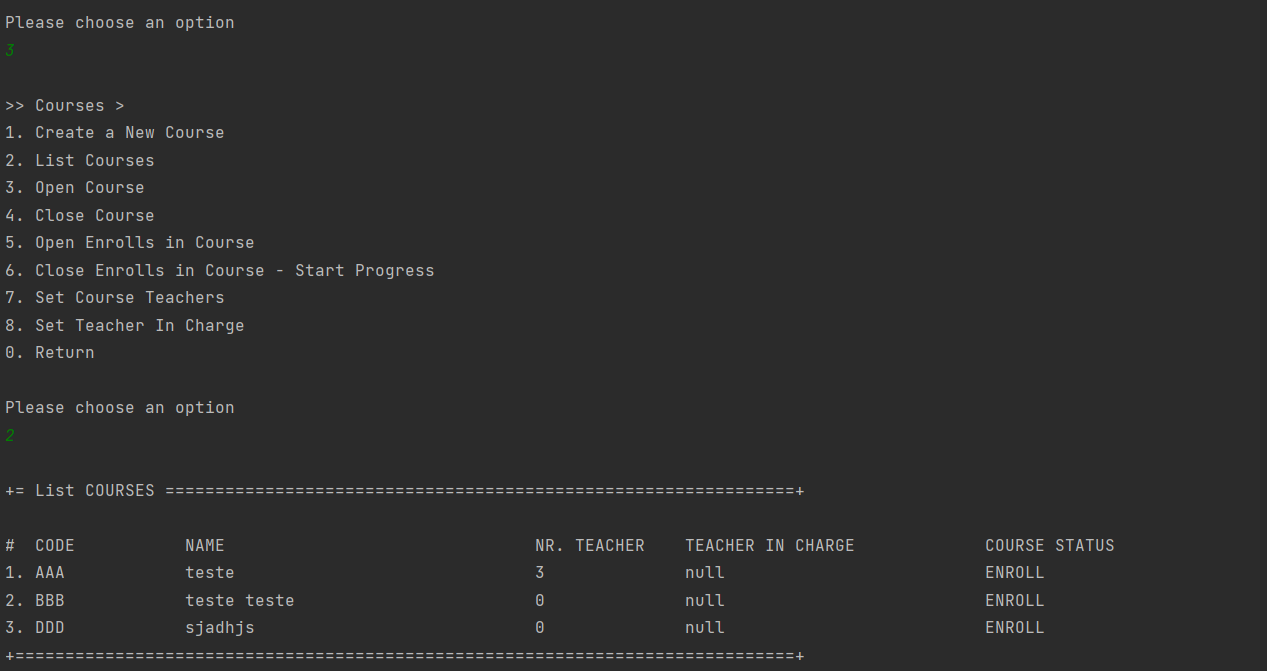 Please choose an option
3
>> Courses >
1. Create a New Course
2. List Courses
3. Open Course
4. Close Course
5. Open Enrolls in Course
6. Close Enrolls in Course - Start Progress
7. Set Course Teachers
8. Set Teacher In Charge
0. Return
Please choose an option
2
+= List COURSES ===============================================================+
# CODE NAME NR. TEACHER TEACHER IN CHARGE COURSE STATUS
1. AAA teste 3 null ENROLL
2. BBB teste teste 0 null ENROLL
3. DDD sjadhjs 0 null ENROLL
+==============================================================================+